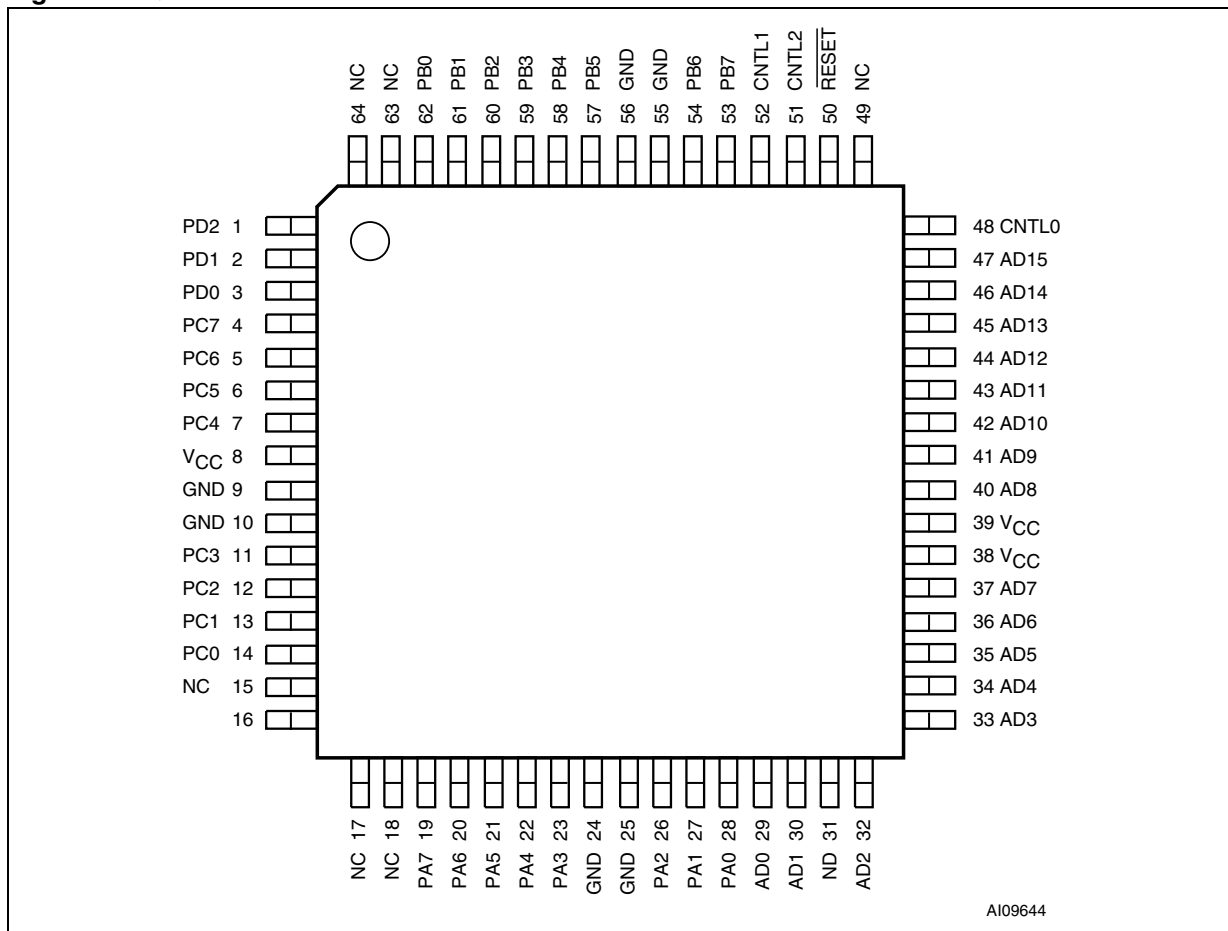 64 NC
63 NC
62 PB0
61 PB1
60 PB2
59 PB3
58 PB4
57 PB5
56 GND
55 GND
54 PB6
53 PB7
52 CNTL1
51 CNTL2
50 RESET
49 NC
PD2 1
PD1 2
PD0 3
PC7 4
PC6 5
PC5 6
PC4 7
VCC 8
GND 9
GND 10
PC3 11
PC2 12
PC1 13
PC0 14
NC 15
16
48 CNTL0
47 AD15
46 AD14
45 AD13
44 AD12
43 AD11
42 AD10
41 AD9
40 AD8
39 VCC
38 VCC
37 AD7
36 AD6
35 AD5
34 AD4
33 AD3
NC 17
NC 18
PA7 19
PA6 20
PA5 21
PA4 22
PA3 23
GND 24
GND 25
PA2 26
PA1 27
PA0 28
AD0 29
AD1 30
ND 31
AD2 32
AI09644